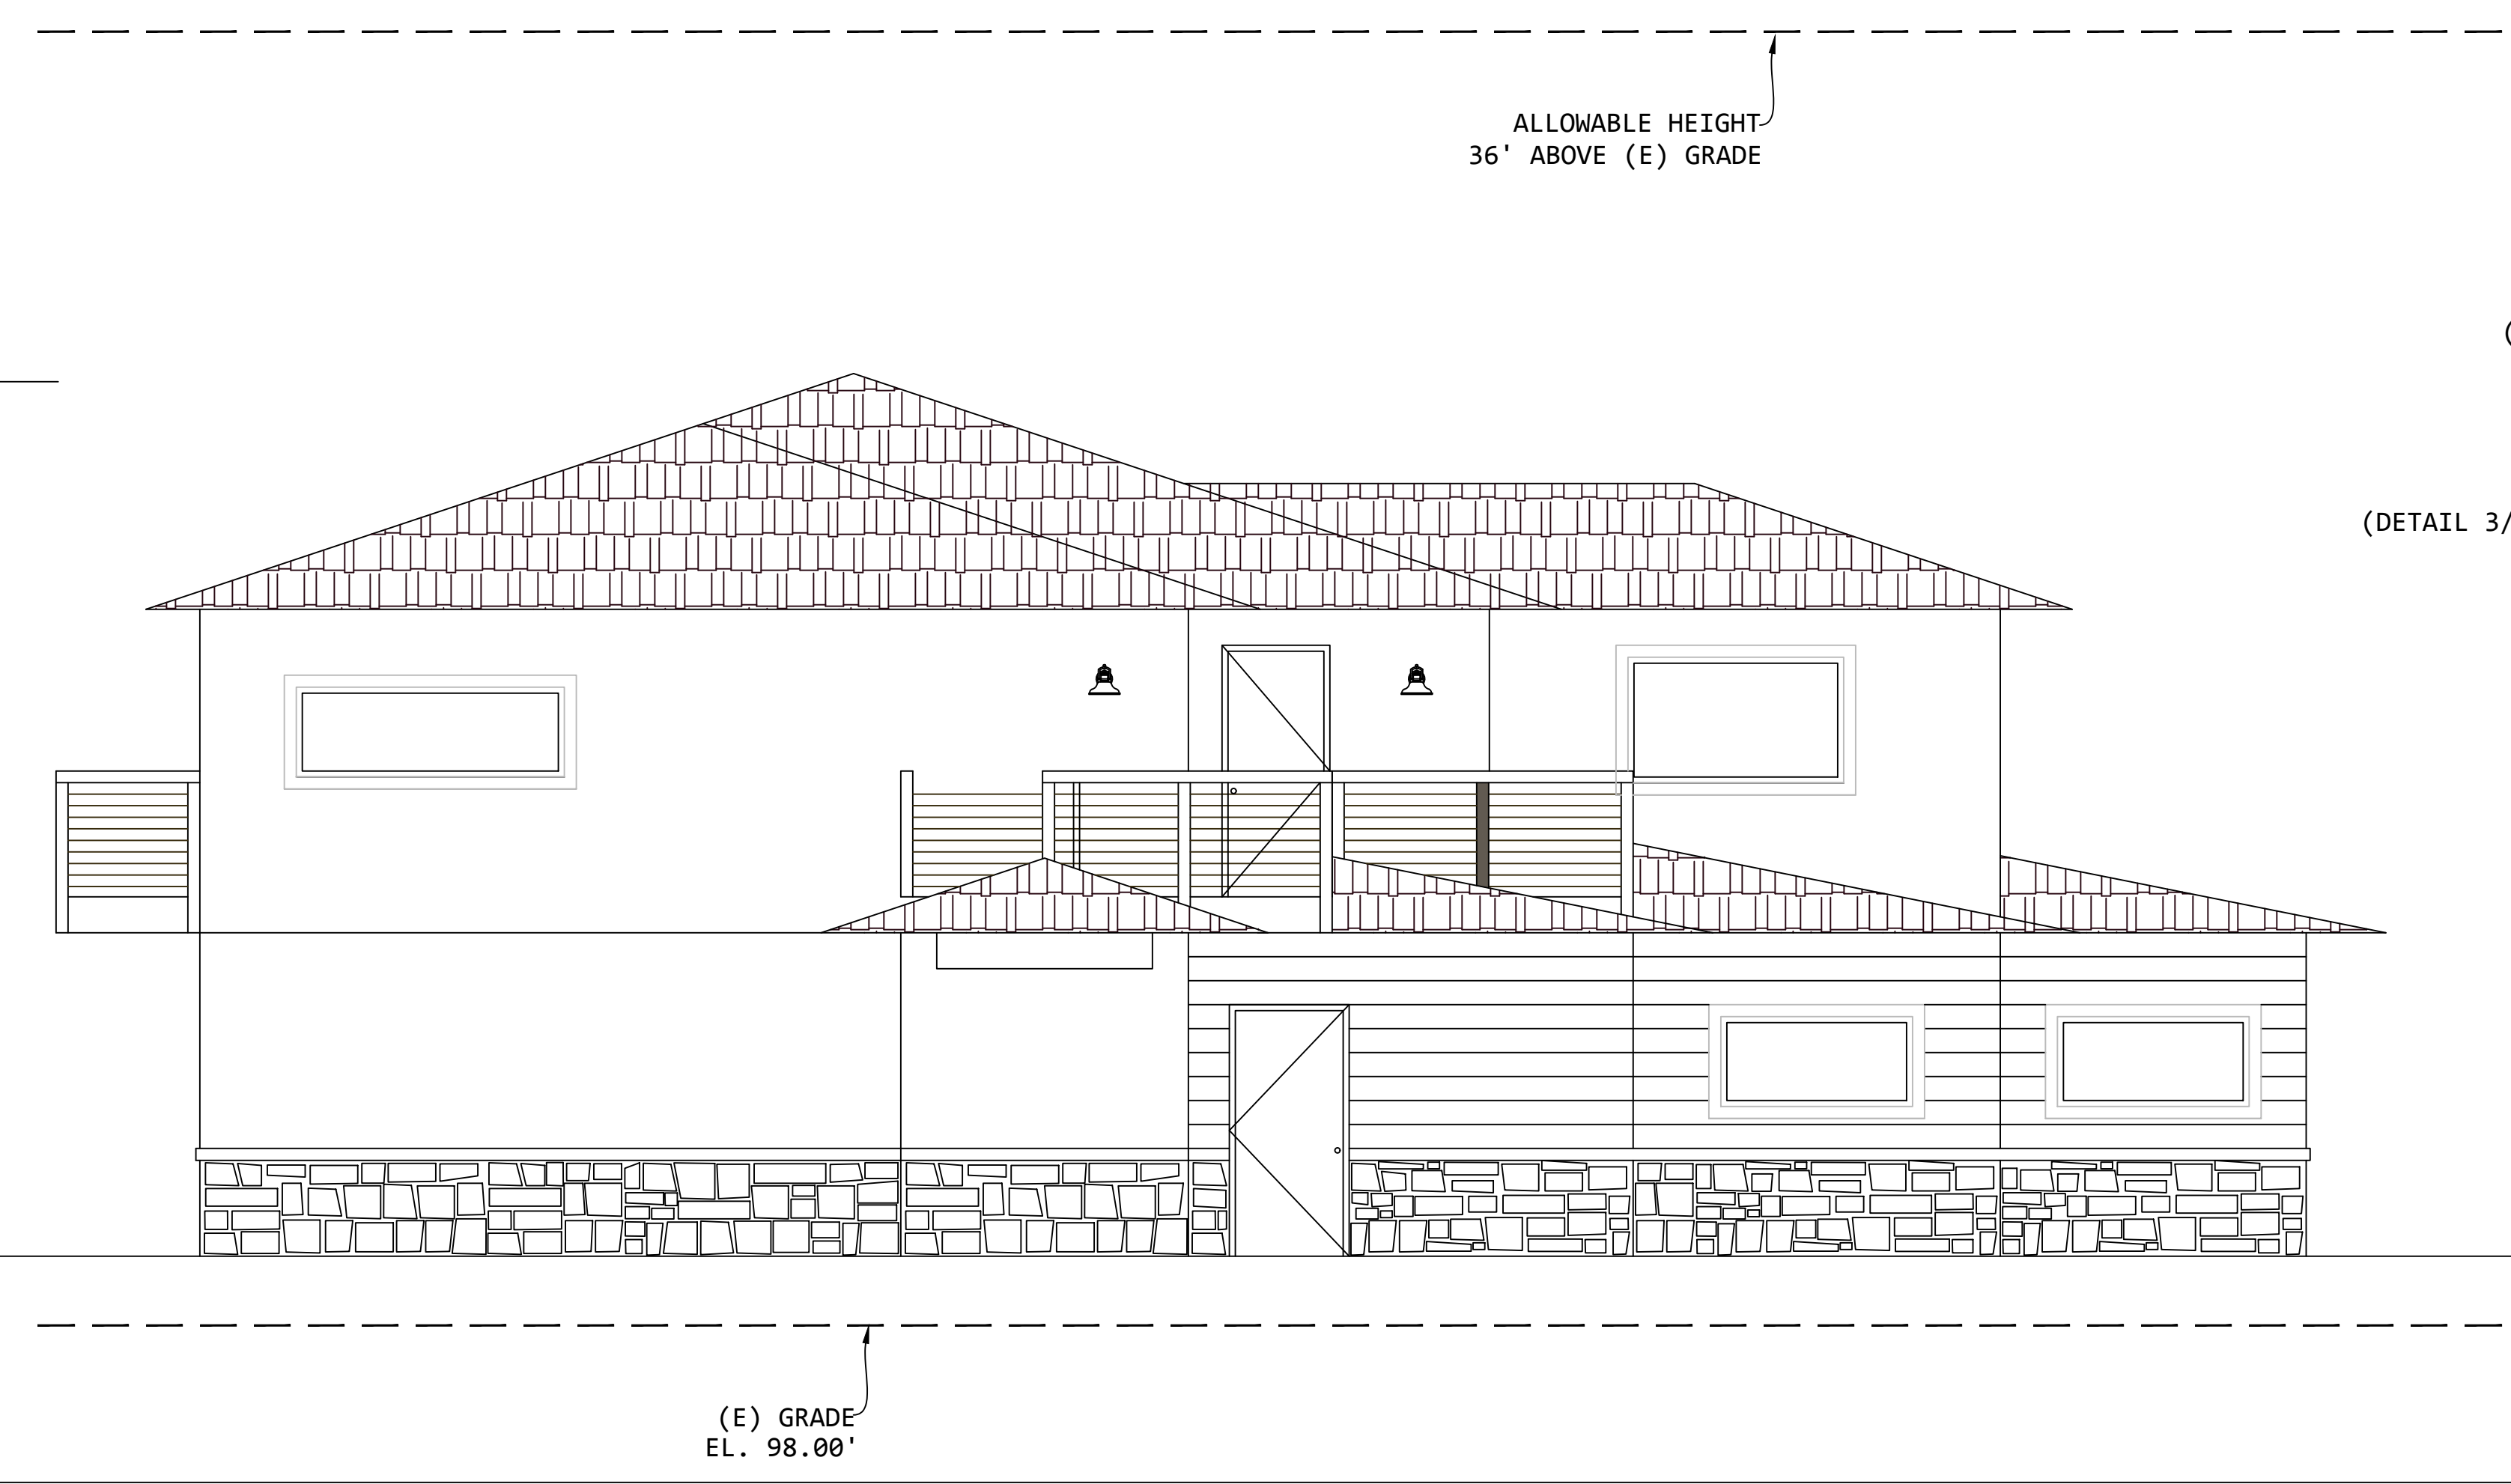 ALLOWABLE HEIGHT
36' ABOVE (E) GRADE
(
(DETAIL 3/
(E) GRADE
EL. 98.00'